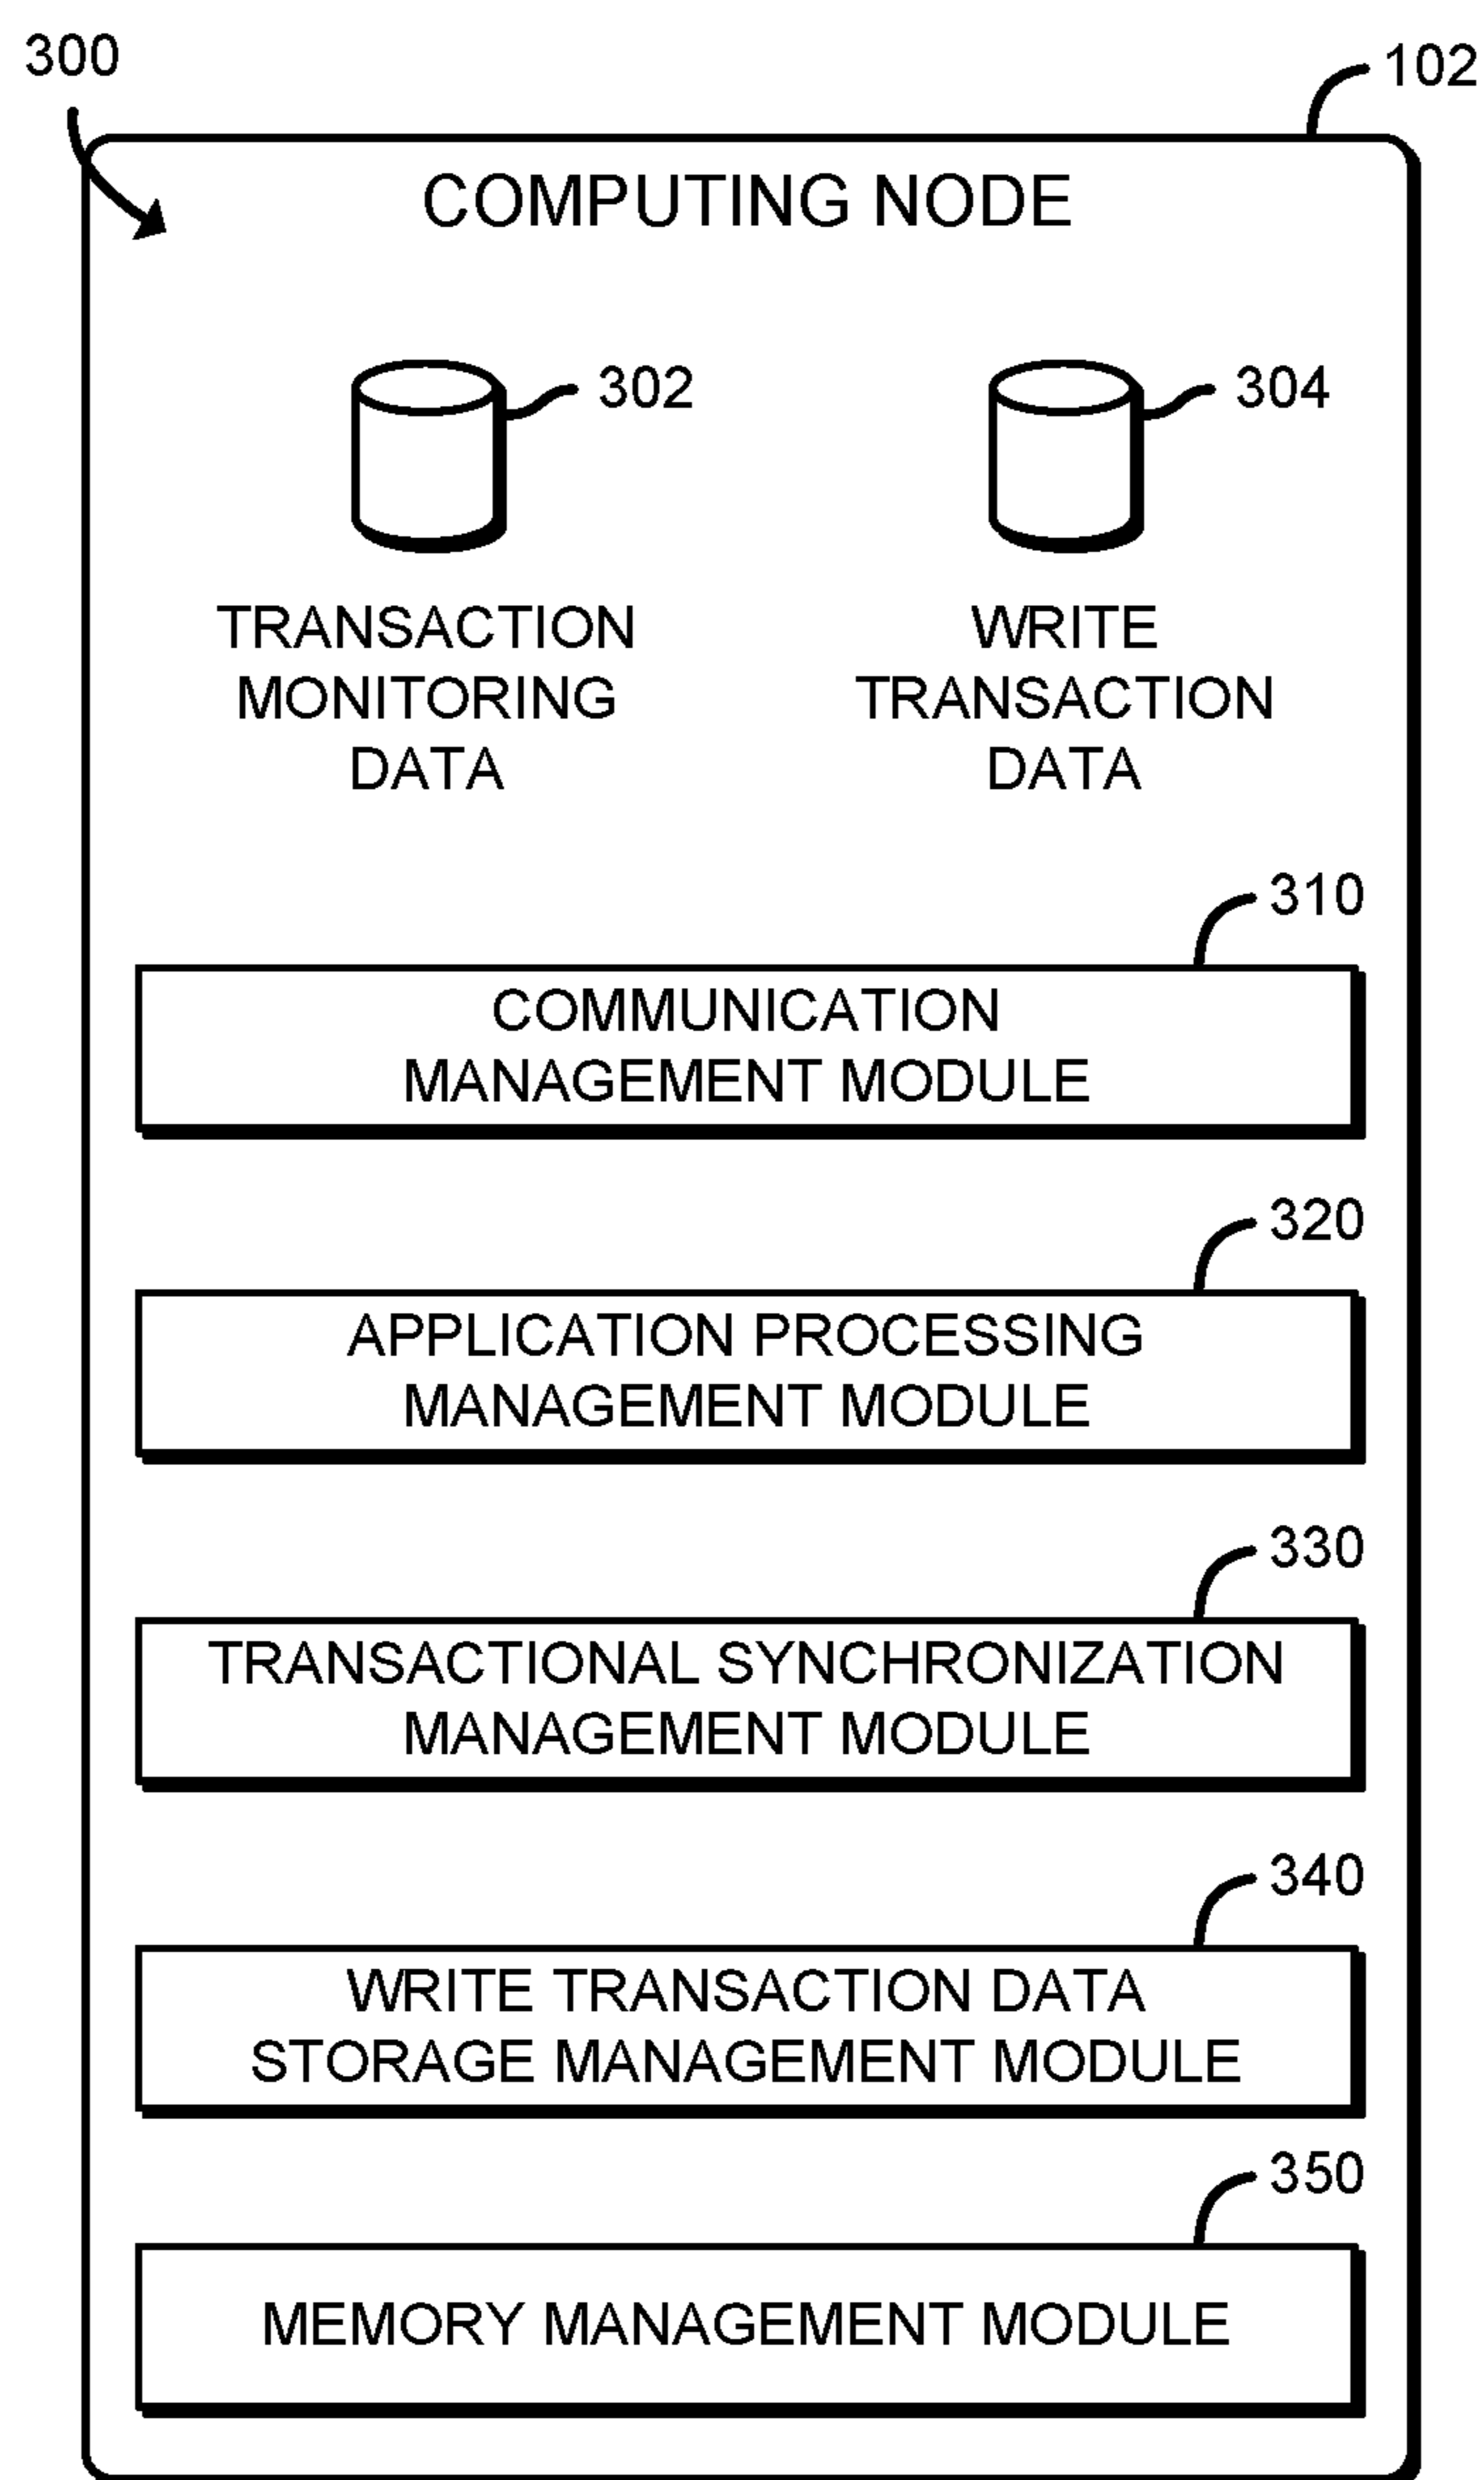 300
102
COMPUTING NODE
302
304
TRANSACTION
MONITORING
DATA
WRITE
TRANSACTION
DATA
310
COMMUNICATION
MANAGEMENT MODULE
320
APPLICATION PROCESSING
MANAGEMENT MODULE
330
TRANSACTIONAL SYNCHRONIZATION
MANAGEMENT MODULE
340
WRITE TRANSACTION DATA
STORAGE MANAGEMENT MODULE
350
MEMORY MANAGEMENT MODULE